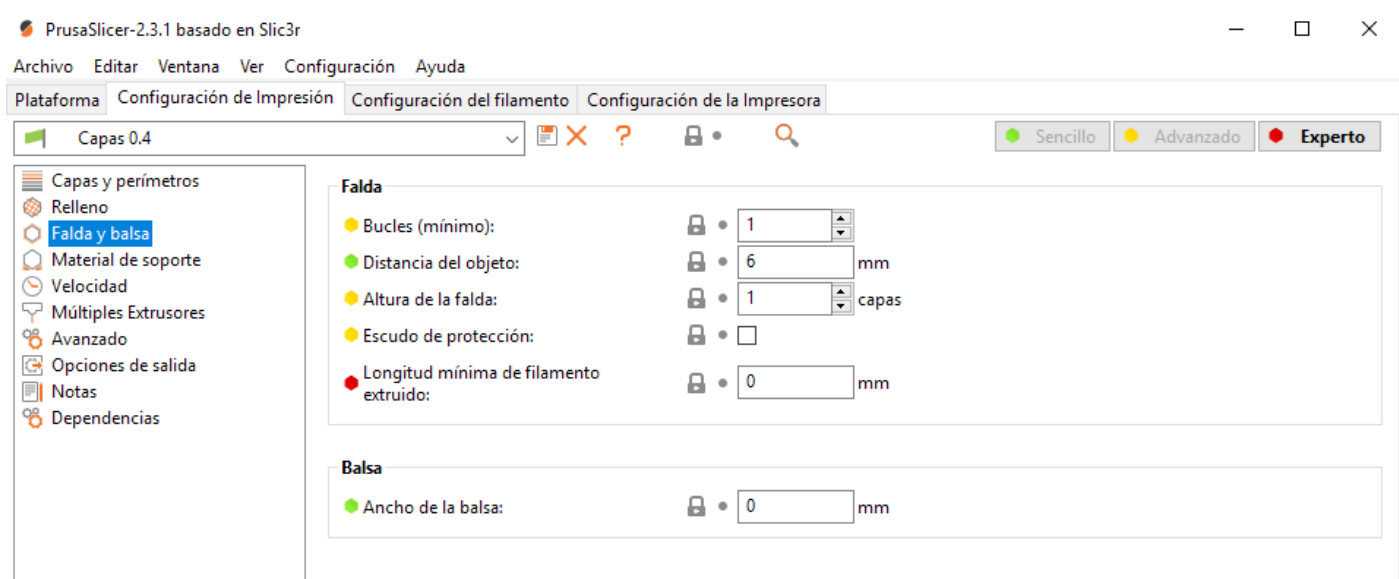 PrusaSlicer-2.3.1 basado en Slic3r
Archivo Editar Ventana Ver Configuración Ayuda
Plataforma Configuración de Impresión Configuración del filamento Configuración de la Impresora
Capas 0.4 ? Sencillo Advanzado Experto
Capas y perímetros
Relleno
Falda y balsa
Material de soporte
Velocidad
Múltiples Extrusores
Avanzado
Opciones de salida
Notas
Dependencias
Falda
Bucles (mínimo): 1
Distancia del objeto: 6 mm
Altura de la falda: 1 capas
Escudo de protección:
Longitud mínima de filamento
extruido: 0 mm
Balsa
Ancho de la balsa: 0 mm